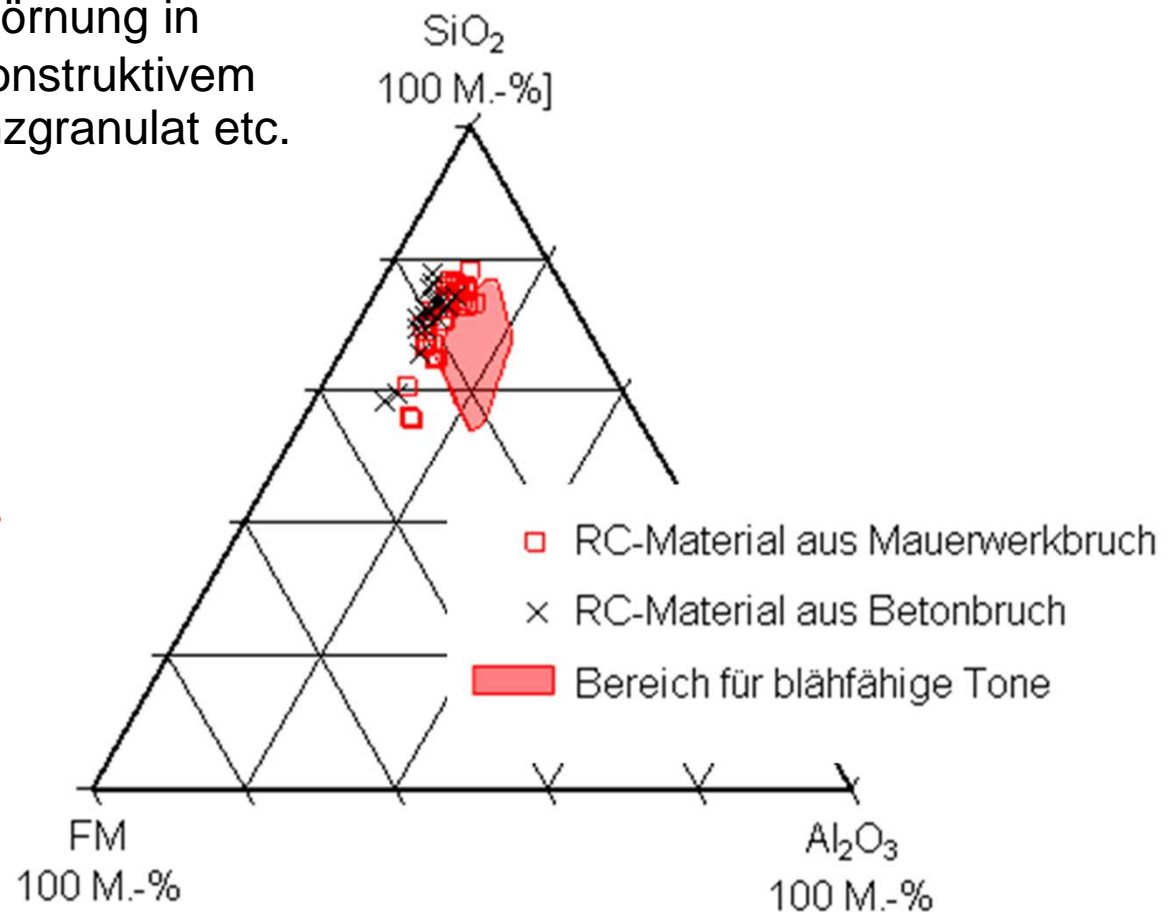 örnung in
onstruktivem
nzgranulat etc.
SiO₂
100 M.-%]
RC-Material aus Mauerwerkbruch
RC-Material aus Betonbruch
Bereich für blähfähige Tone
FM
100 M.-%
Al₂O₃
100 M.-%